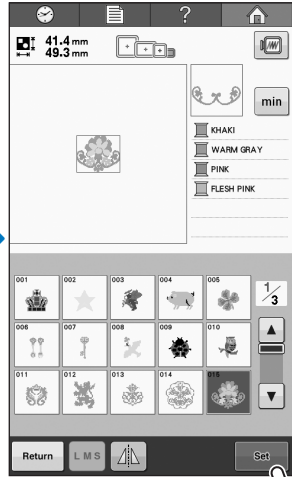 ?
41.4 mm
49.3 mm
min
KHAKI
WARM GRAY
PINK
FLESH PINK
001 002 003 004 005
1/3
006 007 008 009 010
011 012 013 014 015
Return L M S Set